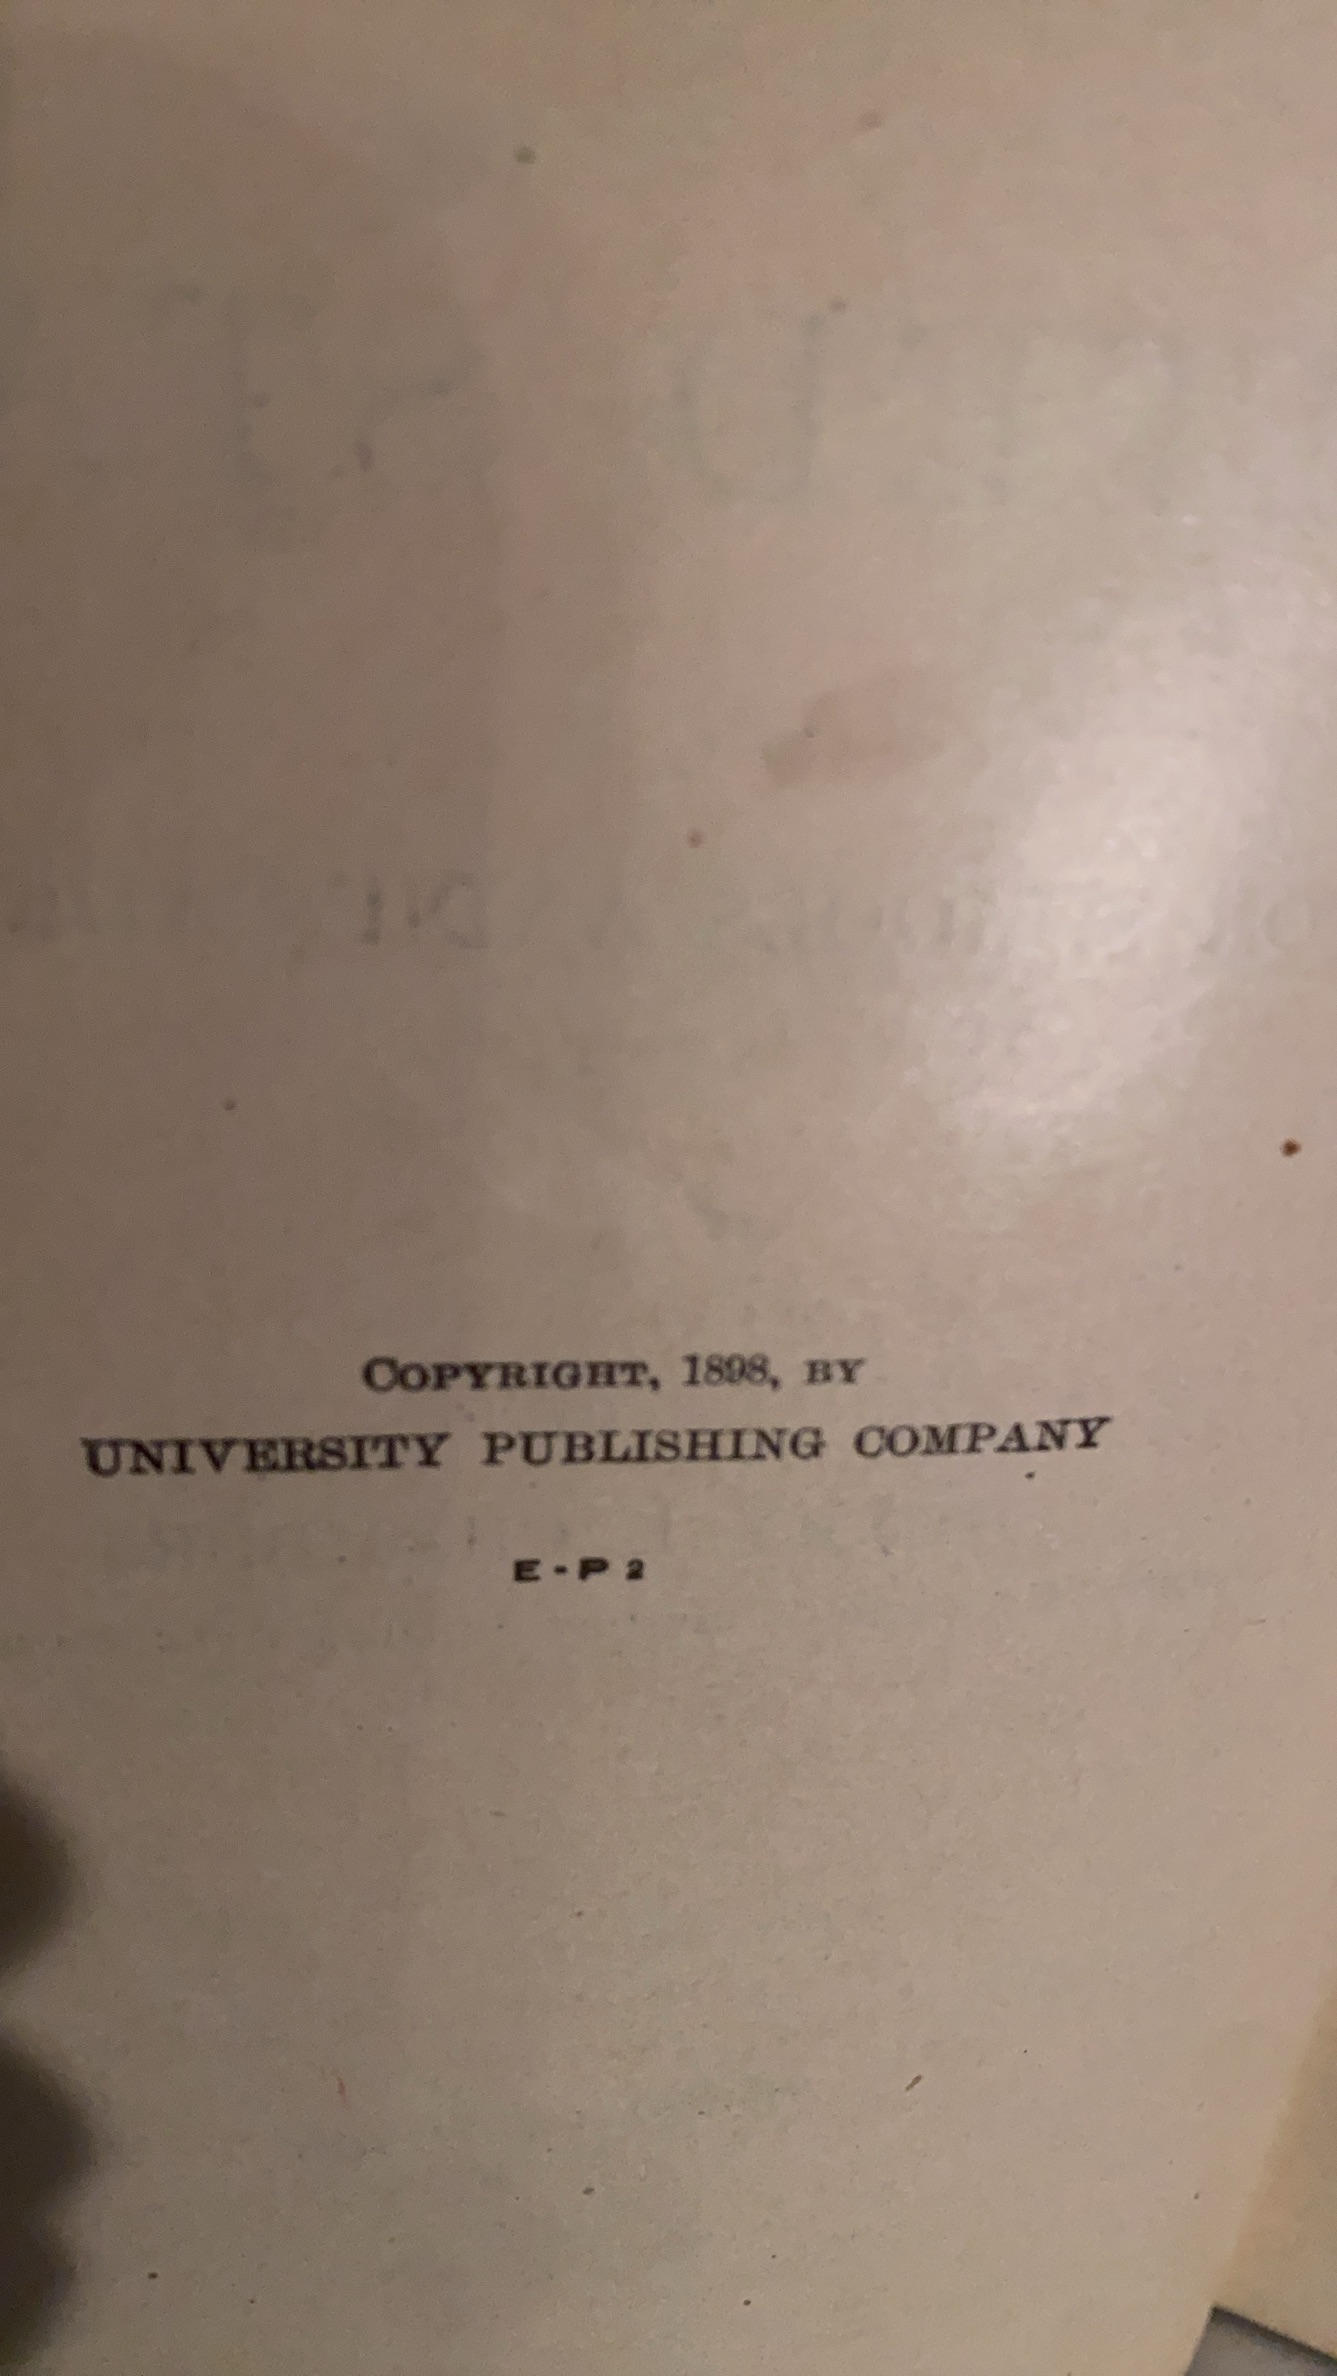 COPYRIGHT, 1898, BY
UNIVERSITY PUBLISHING COMPANY
E-P 2